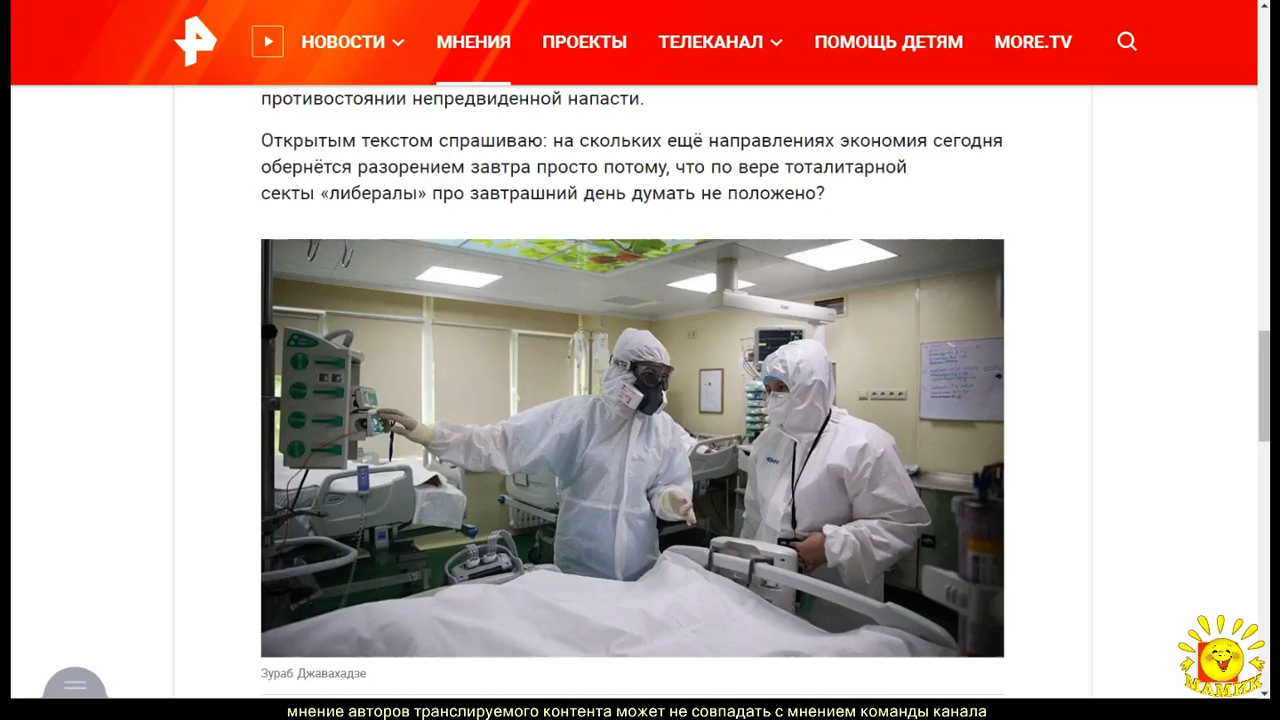 НОВОСТИ
МНЕНИЯ
ПРОЕКТЫ
ТЕЛЕКАНАЛ
ПОМОЩЬ ДЕТЯМ
MORE.TV
противостоянии непредвиденной напасти.
Открытым текстом спрашиваю: на скольких ещё направлениях экономия сегодня
обернётся разорением завтра просто потому, что по вере тоталитарной
секты «либералы» про завтрашний день думать не положено?
Зураб Джавахадзе
МАМИК
мнение авторов транслируемого контента может не совпадать с мнением команды канала